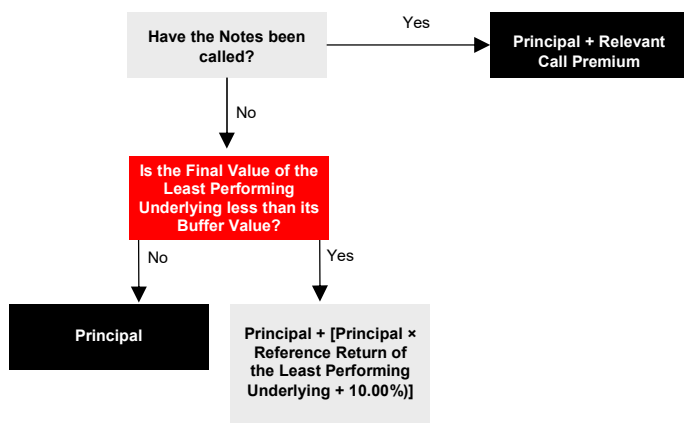 Have the Notes been
called?
Yes
Principal + Relevant
Call Premium
No
Is the Final Value of the
Least Performing
Underlying less than its
Buffer Value?
No
Yes
Principal
Principal + [Principal ×
Reference Return of
the Least Performing
Underlying + 10.00%)]